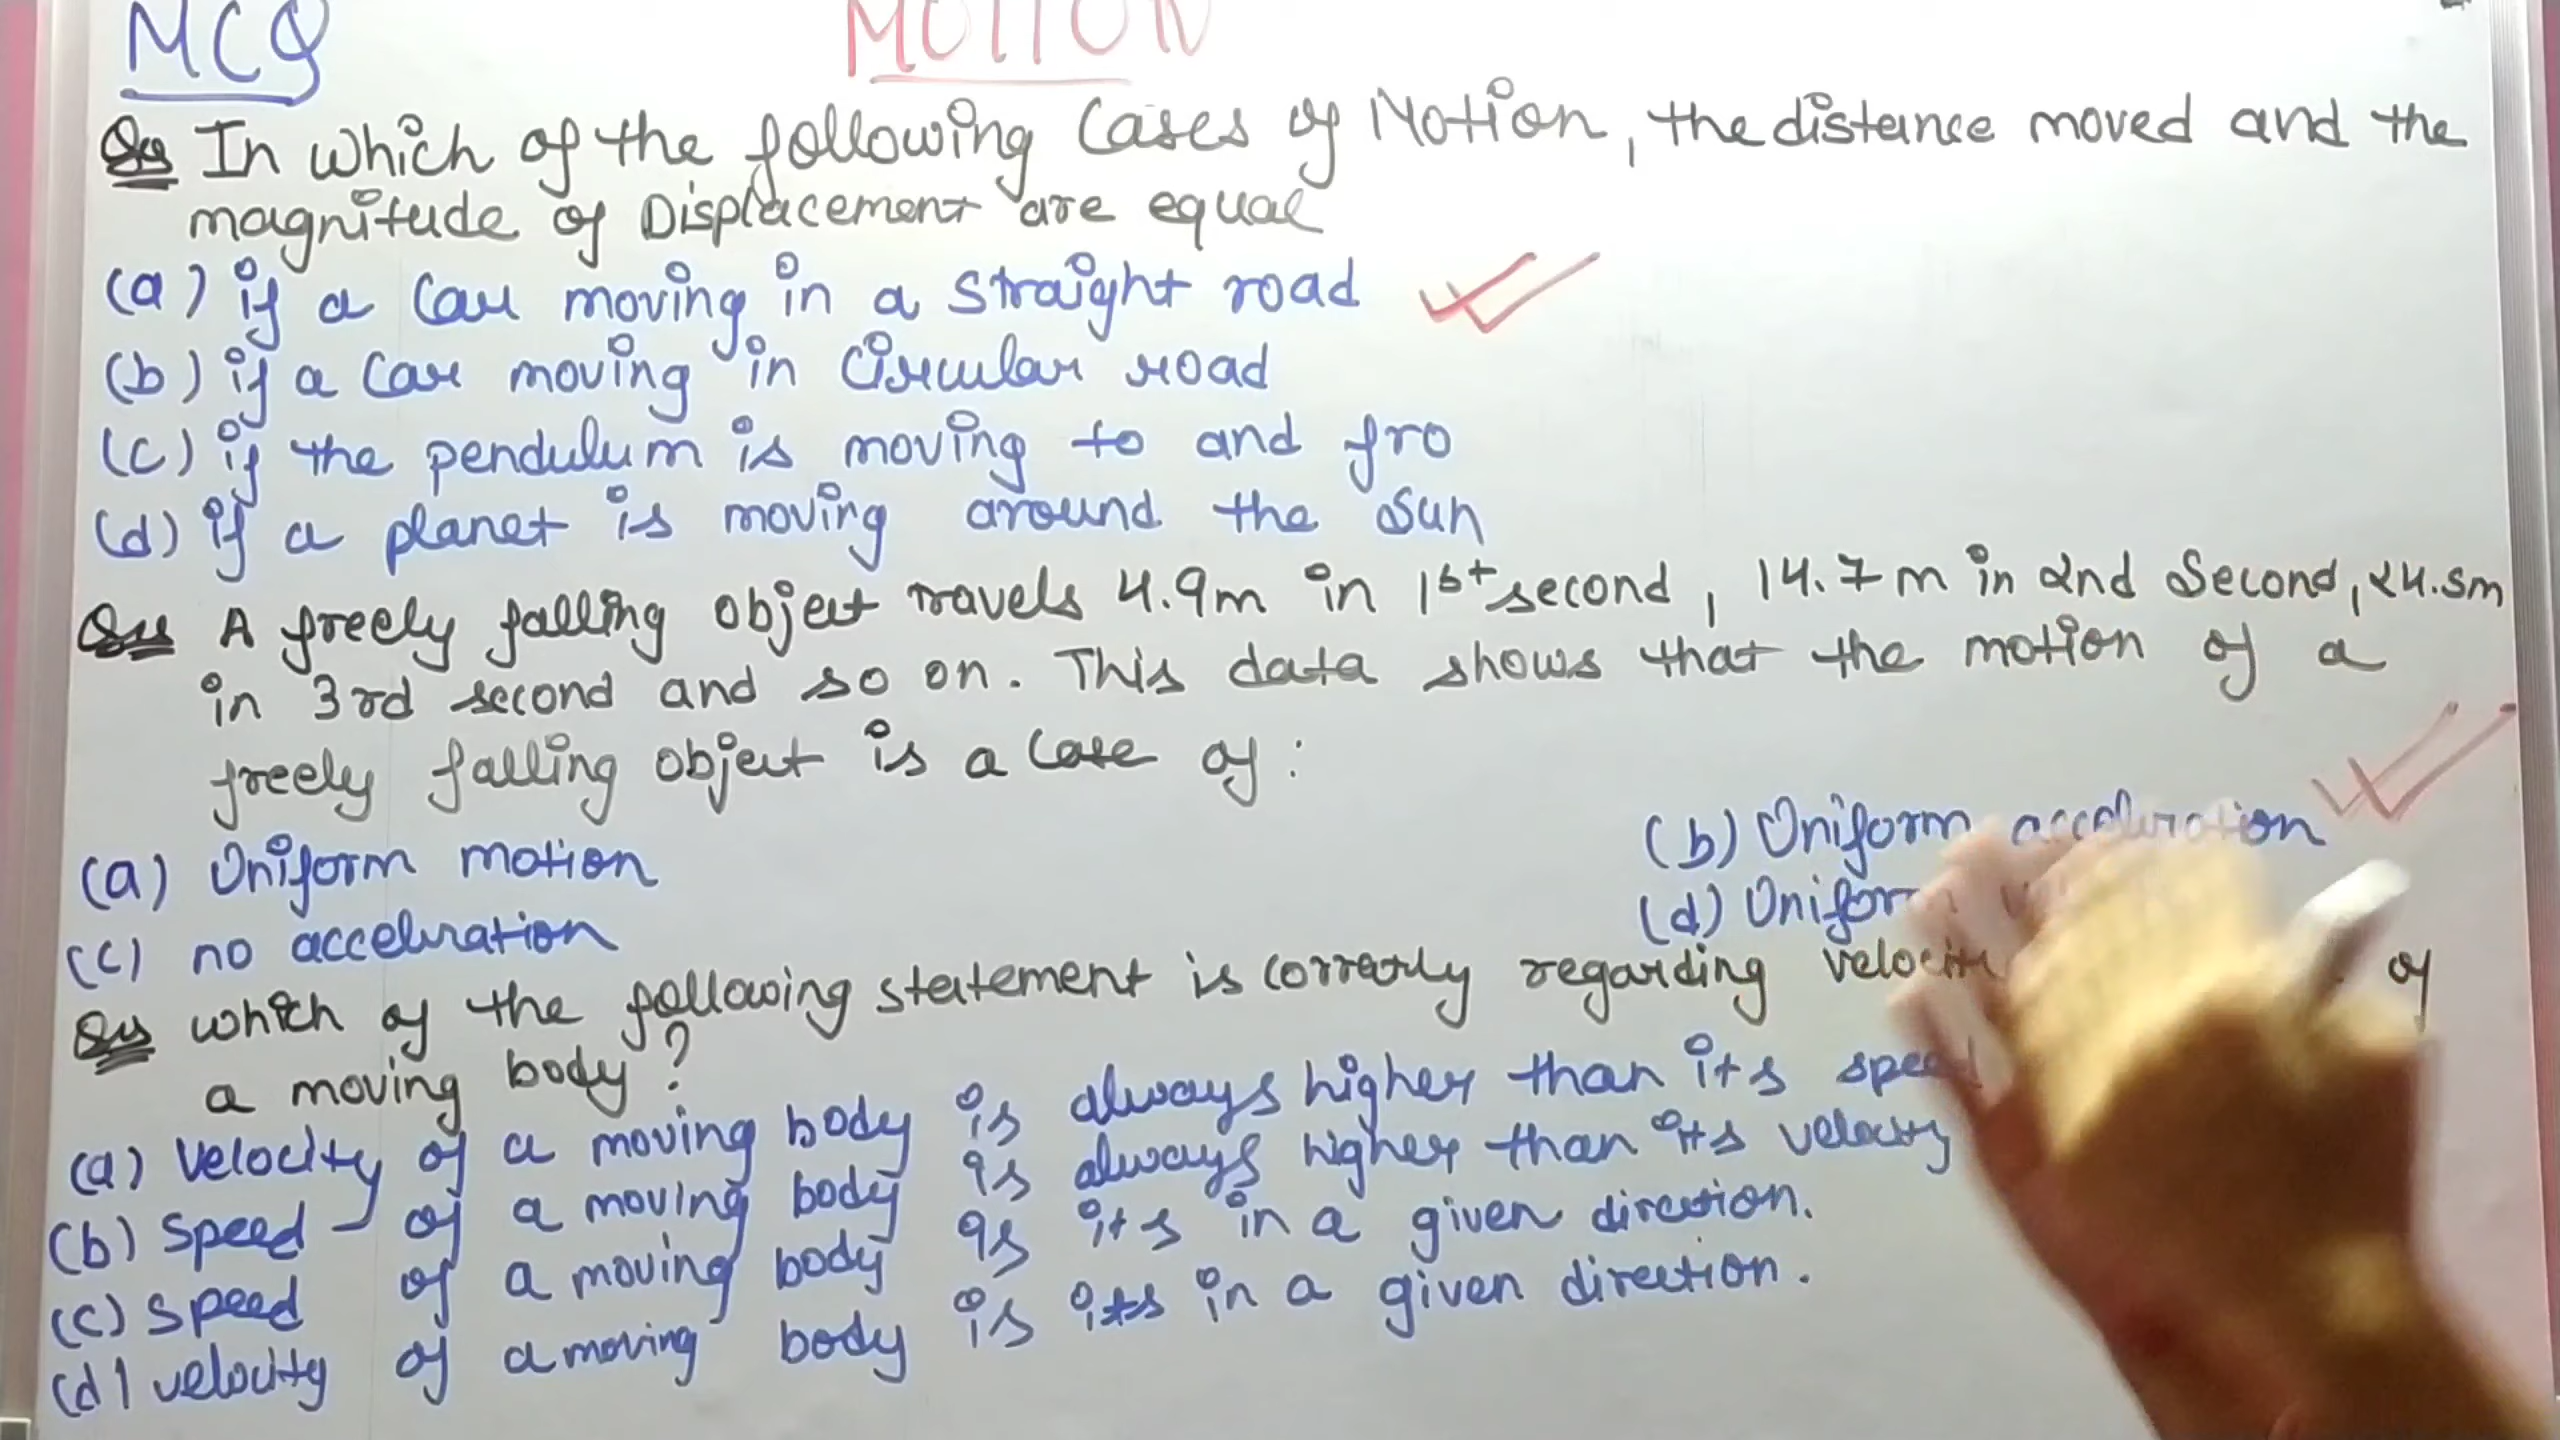 MCQ
MOTION
In which of the following cases of Motion, the distance moved and the
magnitude of Displacement are equal
(a) if a car moving in a straight road
(b) if a car moving in circular road
(c) if the pendulum is moving to and fro
(d) if a planet is moving around the sun
A freely falling object travels 4.9m in 1st second, 14.7m in 2nd Second, 24.5m
in 3rd second and so on. This data shows that the motion of a
freely falling object is a case of:
(a) Uniform motion
(b) Uniform acceleration
(c) no acceleration
(d) Uniform
which of the following statement is correctly regarding velocity of
a moving body?
(a) velocity of a moving body is always higher than its speed
(b) speed of a moving body is always higher than its velocity
(c) speed of a moving body is its in a given direction.
(d) velocity of a moving body is its in a given direction.